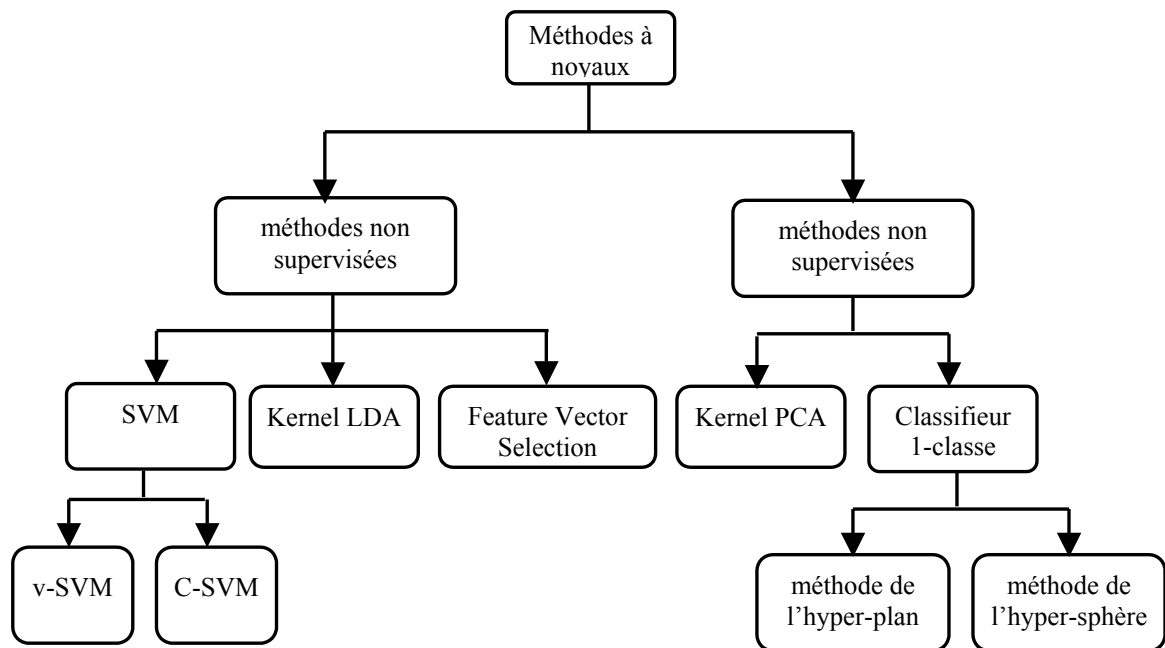 Méthodes à
noyaux
méthodes non
supervisées
méthodes non
supervisées
SVM
Kernel LDA
Feature Vector
Selection
Kernel PCA
Classifieur
1-classe
v-SVM
C-SVM
méthode de
l’hyper-plan
méthode de
l’hyper-sphère